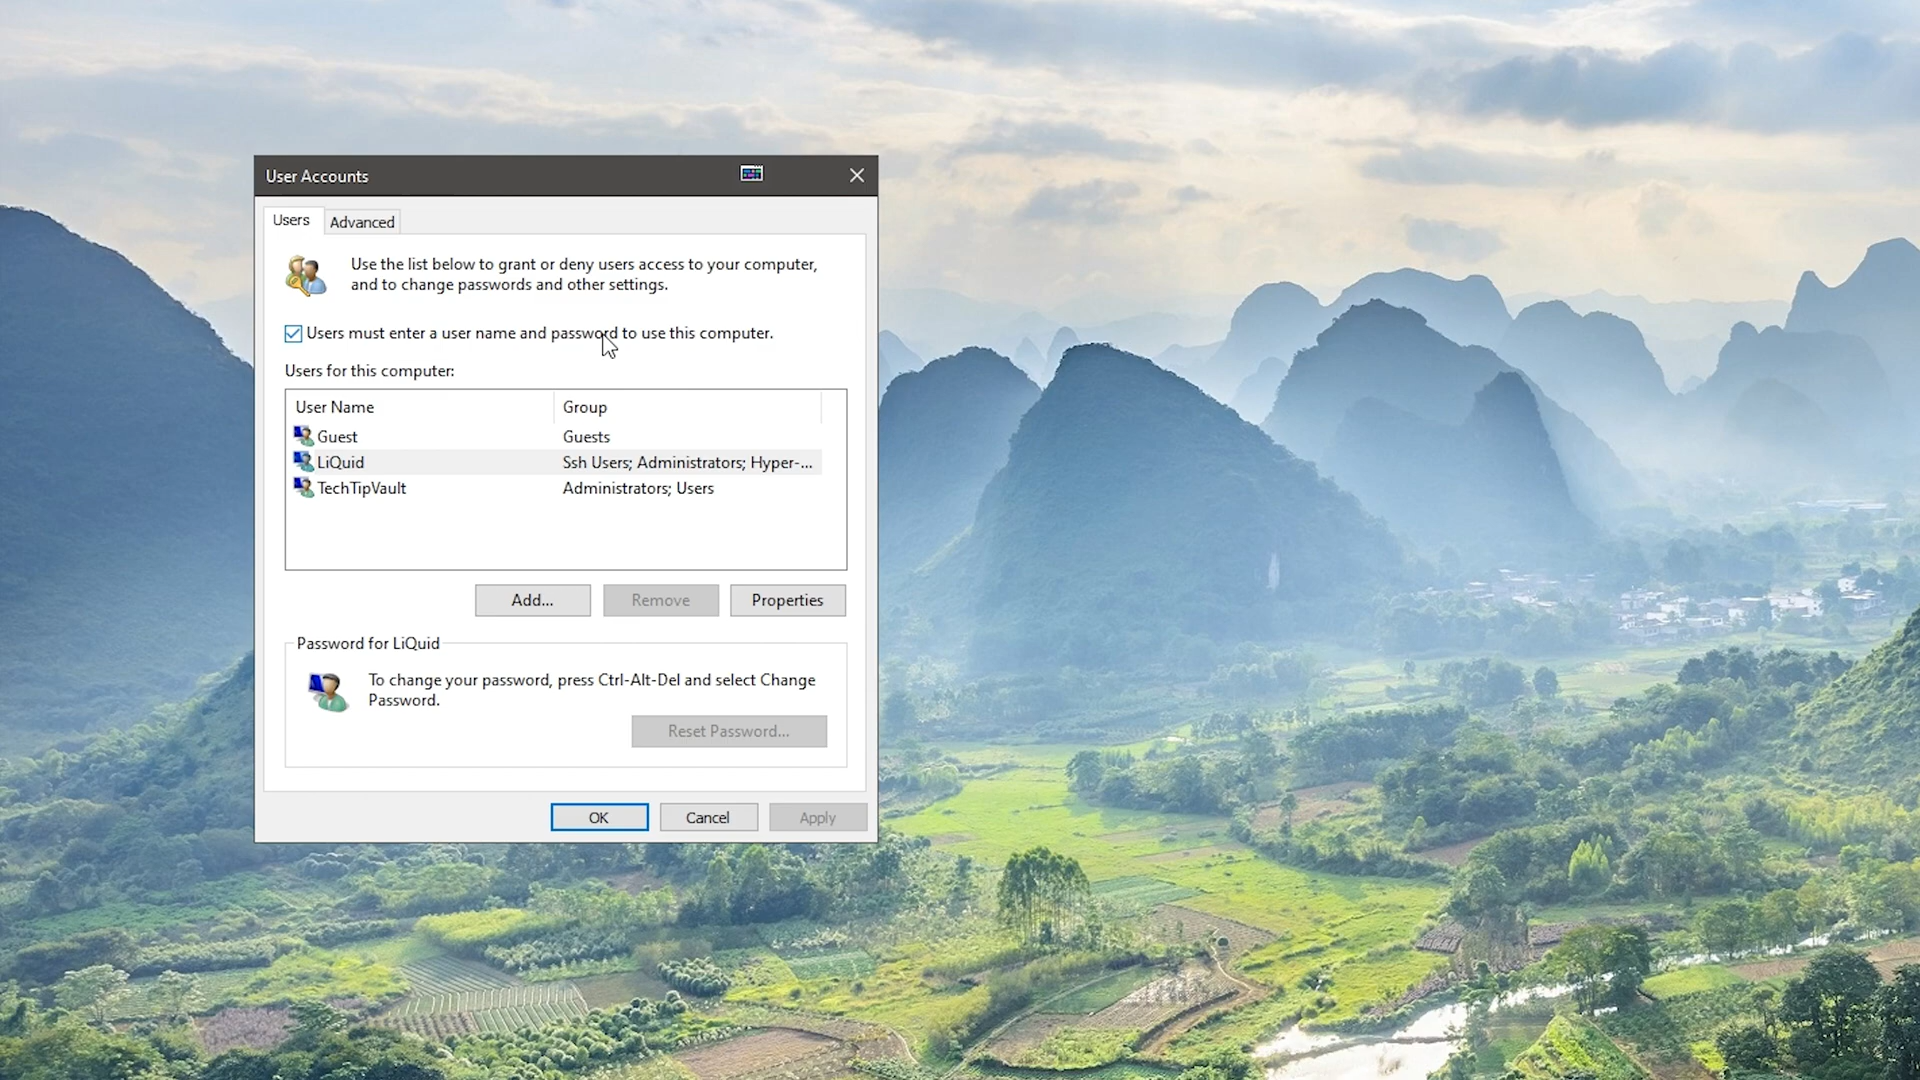 User Accounts
Users
Advanced
Use the list below to grant or deny users access to your computer,
and to change passwords and other settings.
Users must enter a user name and password to use this computer.
Users for this computer:
User Name Group
Guest Guests
LiQuid Ssh Users; Administrators; Hyper-...
TechTipVault Administrators; Users
Add... Remove Properties
Password for LiQuid
To change your password, press Ctrl-Alt-Del and select Change
Password.
Reset Password...
OK Cancel Apply